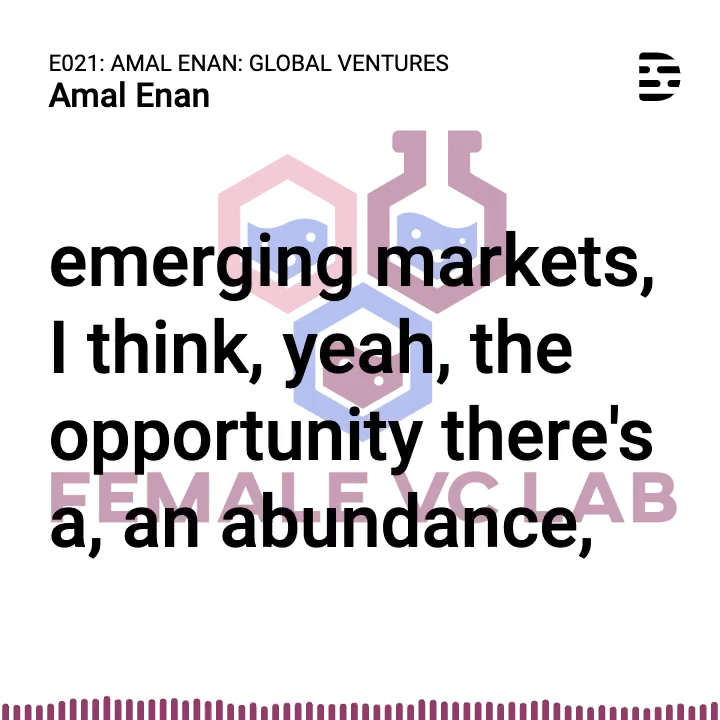 E021: AMAL ENAN: GLOBAL VENTURES
Amal Enan
emerging markets,
I think, yeah, the
opportunity there's
FEMALE VC LAB
a, an abundance,